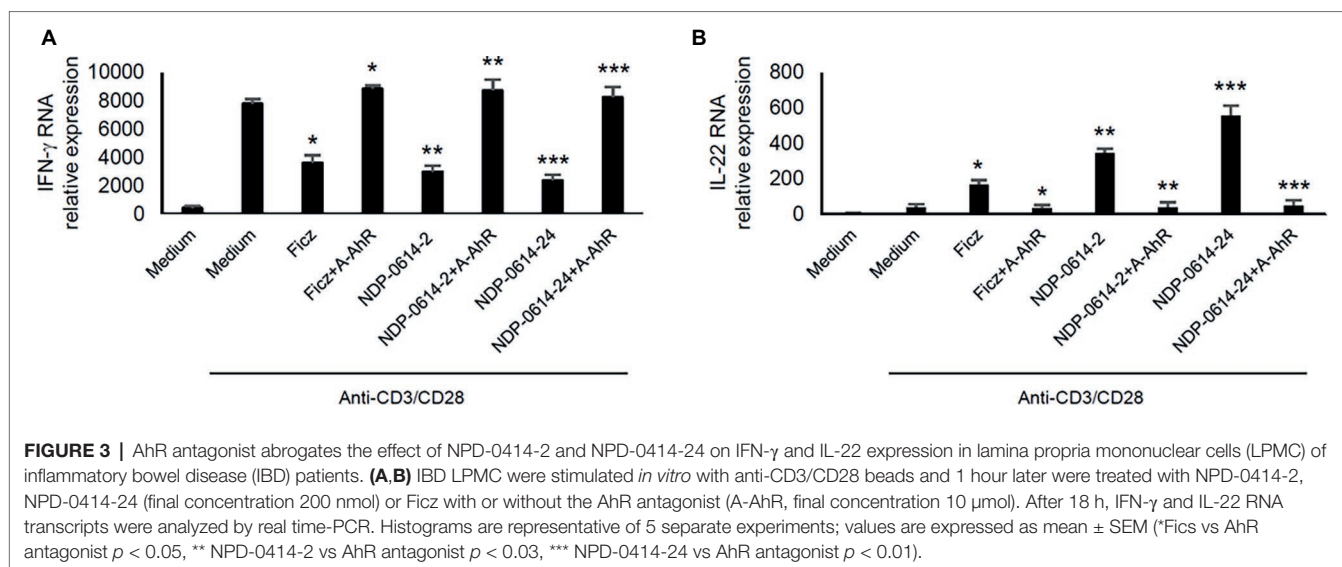 A
IFN-γ RNA
relative expression
10000
8000
6000
4000
2000
0
*
**
***
*
**
***
Medium
Medium
Ficz
Ficz+A-AhR
NDP-0614-2
NDP-0614-2+A-AhR
NDP-0614-24
NDP-0614-24+A-AhR
Anti-CD3/CD28
B
IL-22 RNA
relative expression
800
600
400
200
0
***
**
*
*
**
***
Medium
Medium
Ficz
Ficz+A-AhR
NDP-0614-2
NDP-0614-2+A-AhR
NDP-0614-24
NDP-0614-24+A-AhR
Anti-CD3/CD28
FIGURE 3 | AhR antagonist abrogates the effect of NPD-0414-2 and NPD-0414-24 on IFN-γ and IL-22 expression in lamina propria mononuclear cells (LPMC) of
inflammatory bowel disease (IBD) patients. (A,B) IBD LPMC were stimulated in vitro with anti-CD3/CD28 beads and 1 hour later were treated with NPD-0414-2,
NPD-0414-24 (final concentration 200 nmol) or Ficz with or without the AhR antagonist (A-AhR, final concentration 10 μmol). After 18 h, IFN-γ and IL-22 RNA
transcripts were analyzed by real time-PCR. Histograms are representative of 5 separate experiments; values are expressed as mean ± SEM (*Fics vs AhR
antagonist p < 0.05, ** NPD-0414-2 vs AhR antagonist p < 0.03, *** NPD-0414-24 vs AhR antagonist p < 0.01).